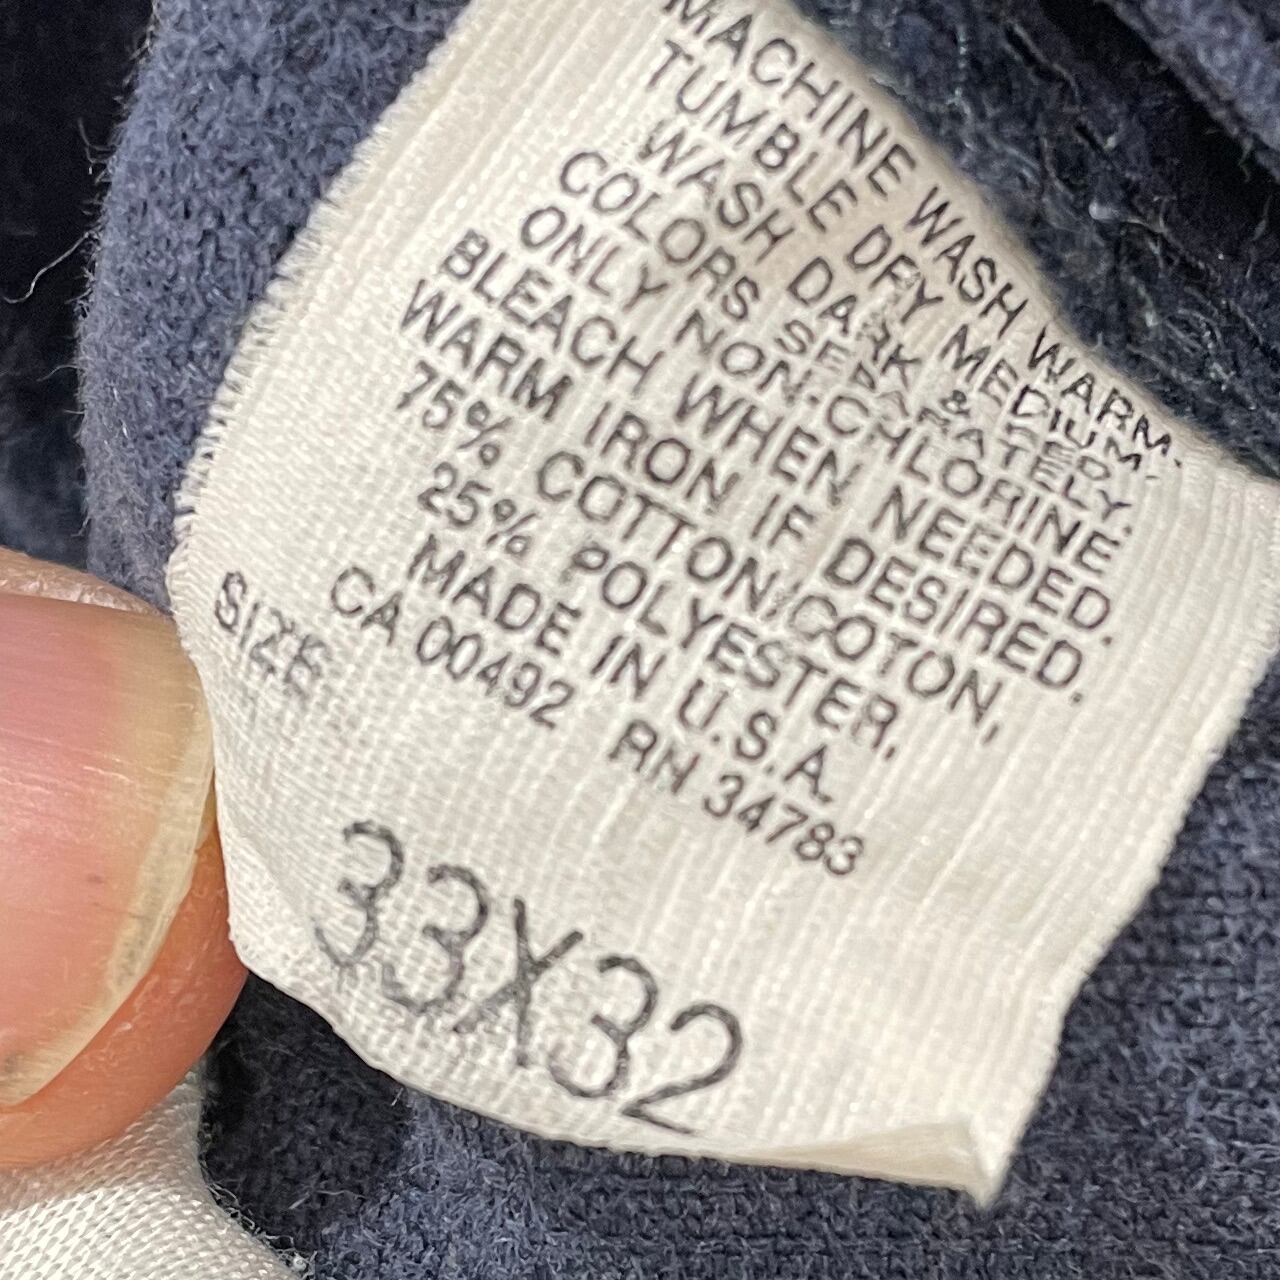 MACHINE WASH WARM.
TUMBLE DRY MEDIUM.
WASH DARK & DEEP
COLORS SEPARATELY.
ONLY NON-CHLORINE
BLEACH WHEN NEEDED.
WARM IRON IF DESIRED.
75% COTTON/COTON,
25% POLYESTER,
MADE IN U.S.A.
CA 00492 RN 34783
SIZE
33X32